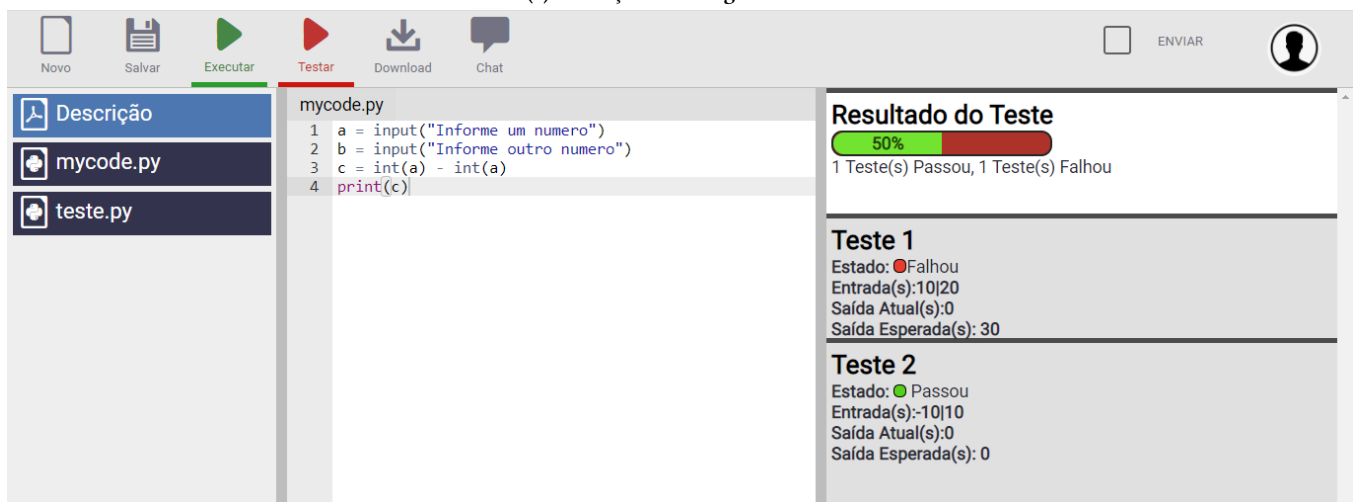 Novo
Salvar
Executar
Testar
Download
Chat
ENVIAR
Descrição
mycode.py
teste.py
mycode.py
1 a = input("Informe um numero")
2 b = input("Informe outro numero")
3 c = int(a) - int(a)
4 print(c)
Resultado do Teste
50%
1 Teste(s) Passou, 1 Teste(s) Falhou
Teste 1
Estado: Falhou
Entrada(s):10|20
Saída Atual(s):0
Saída Esperada(s): 30
Teste 2
Estado: Passou
Entrada(s):-10|10
Saída Atual(s):0
Saída Esperada(s): 0